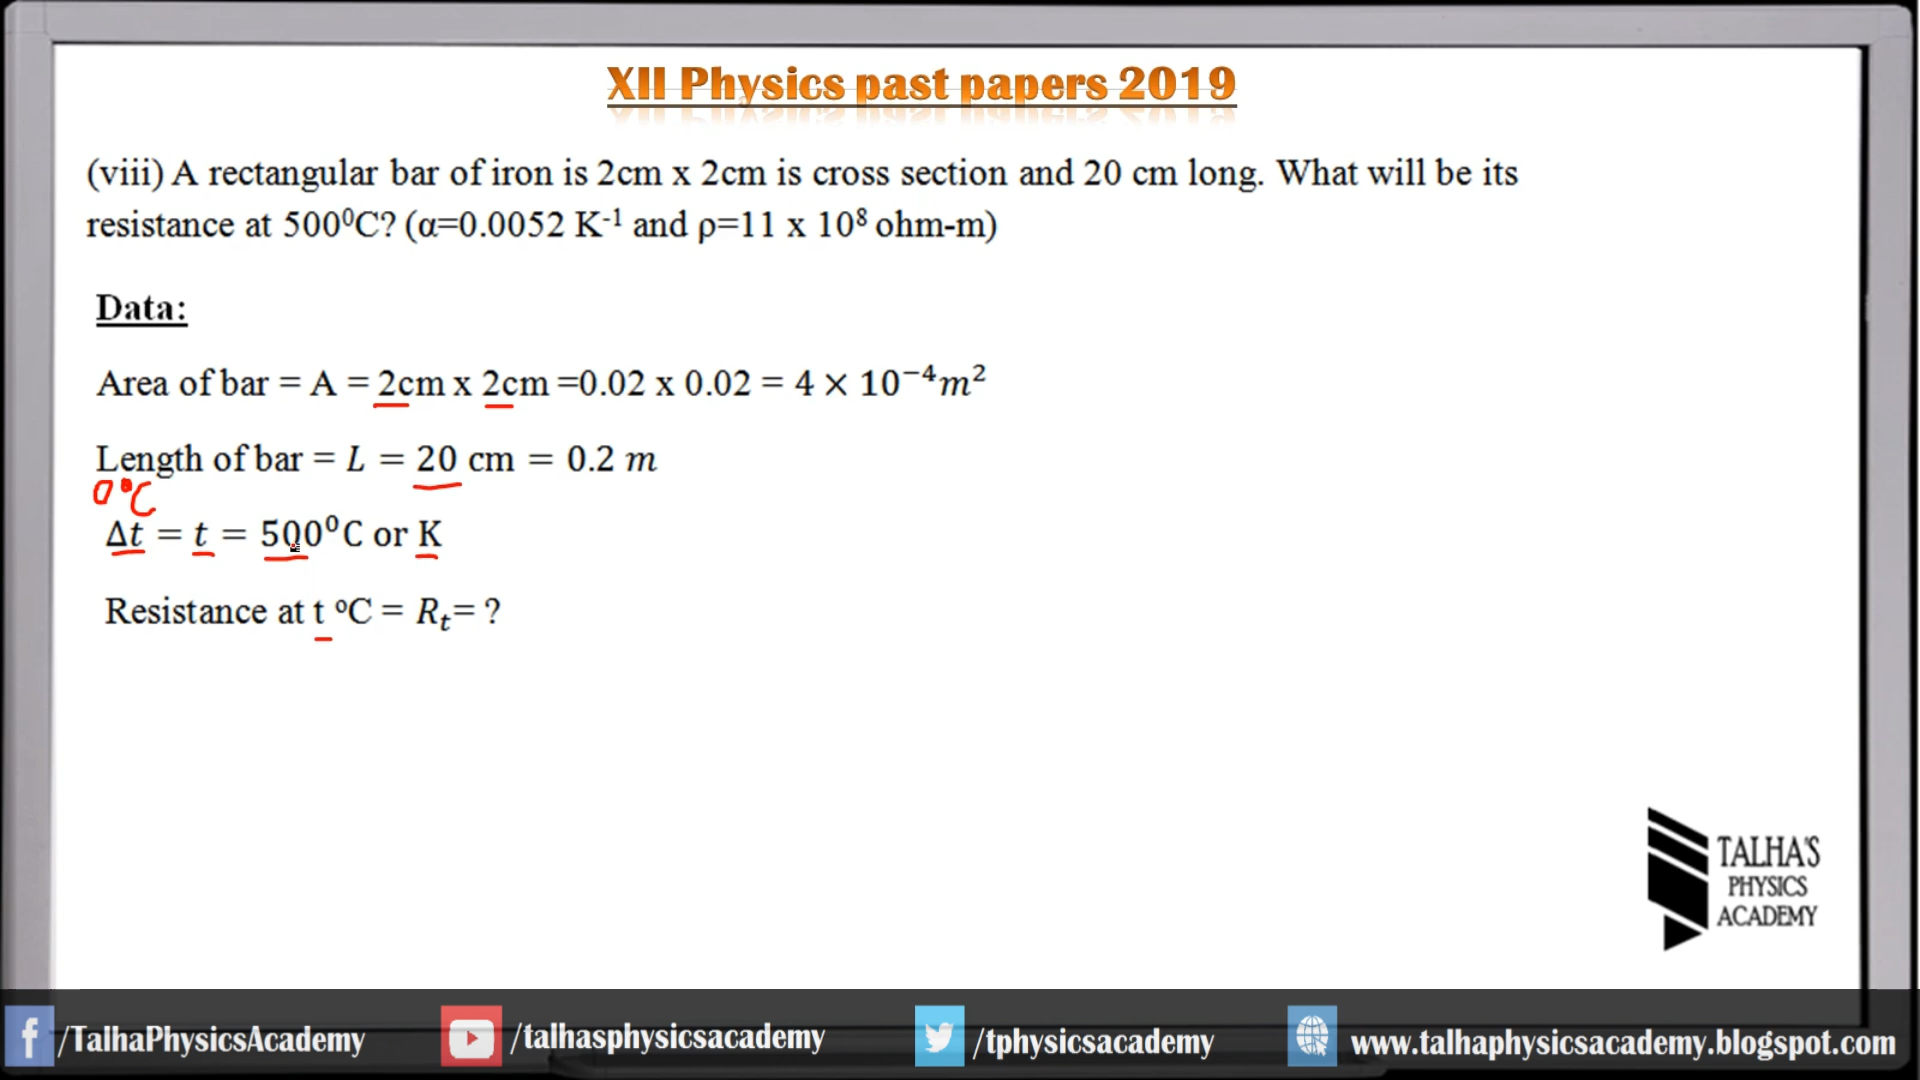 XII Physics past papers 2019
(viii) A rectangular bar of iron is 2cm x 2cm is cross section and 20 cm long. What will be its
resistance at 500⁰C? (α=0.0052 K⁻¹ and ρ=11 x 10⁸ ohm-m)
Data:
Area of bar = A = 2cm x 2cm =0.02 x 0.02 = 4 × 10⁻⁴m²
Length of bar = L = 20 cm = 0.2 m
0°C
Δt = t = 500⁰C or K
Resistance at t ºC = Rₜ= ?
TALHA'S
PHYSICS
ACADEMY
/TalhaPhysicsAcademy
/talhasphysicsacademy
/tphysicsacademy
www.talhaphysicsacademy.blogspot.com